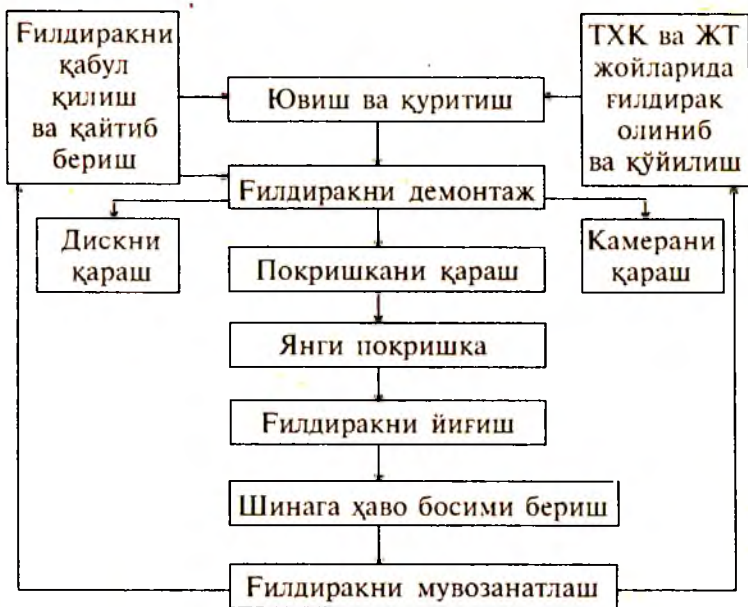 Ғилдиракни
қабул
қилиш
ва қайтиб
бериш
Ювиш ва қуритиш
ТХК ва ЖТ
жойларида
ғилдирак
олиниб
ва қўйилиш
Ғилдиракни демонтаж
Дискни
қараш
Покришкани қараш
Камерани
қараш
Янги покришка
Ғилдиракни йиғиш
Шинага ҳаво босими бериш
Ғилдиракни мувозанатлаш